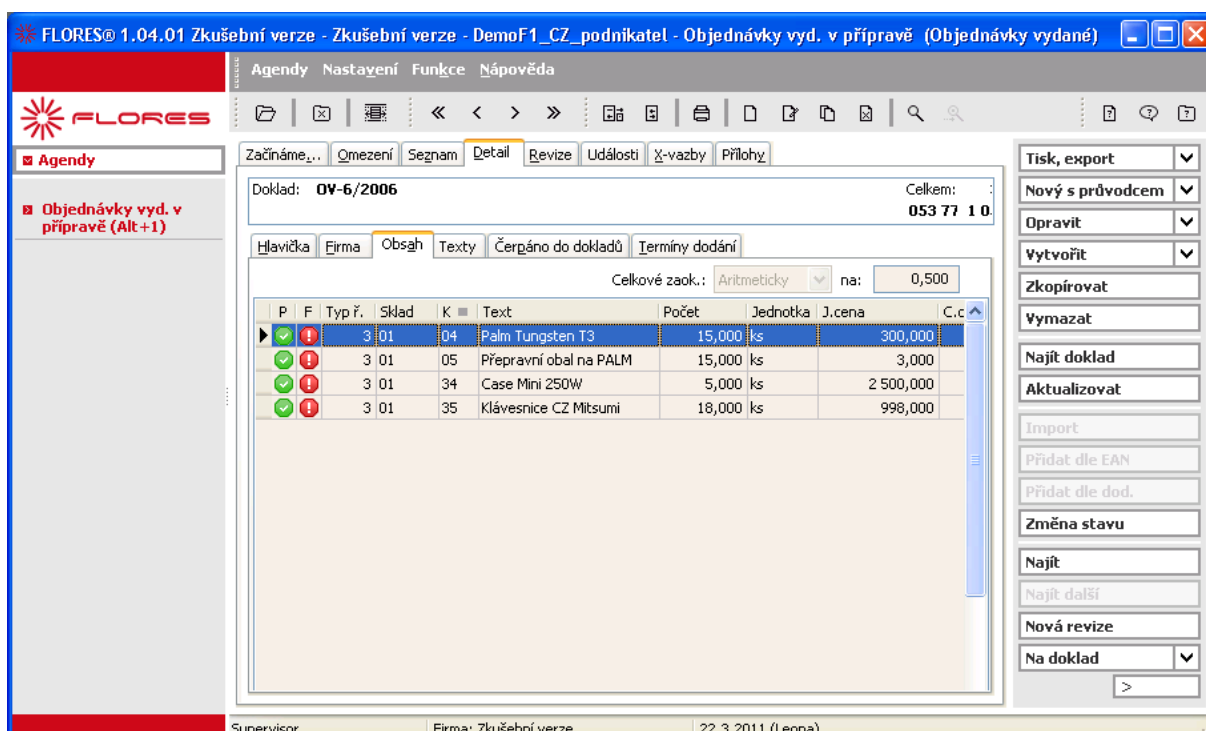 FLORES® 1.04.01 Zkušební verze - Zkušební verze - DemoF1_CZ_podnikatel - Objednávky vyd. v přípravě (Objednávky vydané)
Agendy Nastavení Funkce Nápověda
FLORES
Agendy
Objednávky vyd. v
přípravě (Alt+1)
Začínáme... Omezení Seznam Detail Revize Události X-vazby Přílohy
Doklad: OV-6/2006 Celkem:
053 77 1 0
Hlavička Firma Obsah Texty Čerpáno do dokladů Termíny dodání
Celkové zaok.: Aritmeticky na: 0,500
P F Typ ř. Sklad K Text Počet Jednotka J.cena C.c
3 01 04 Palm Tungsten T3 15,000 ks 300,000
3 01 05 Přepravní obal na PALM 15,000 ks 3,000
3 01 34 Case Mini 250W 5,000 ks 2 500,000
3 01 35 Klávesnice CZ Mitsumi 18,000 ks 998,000
Tisk, export
Nový s průvodcem
Opravit
Vytvořit
Zkopírovat
Vymazat
Najít doklad
Aktualizovat
Import
Přidat dle EAN
Přidat dle dod.
Změna stavu
Najít
Najít další
Nová revize
Na doklad
>
Supervisor Firma: Zkušební verze 22.3.2011 (Leona)